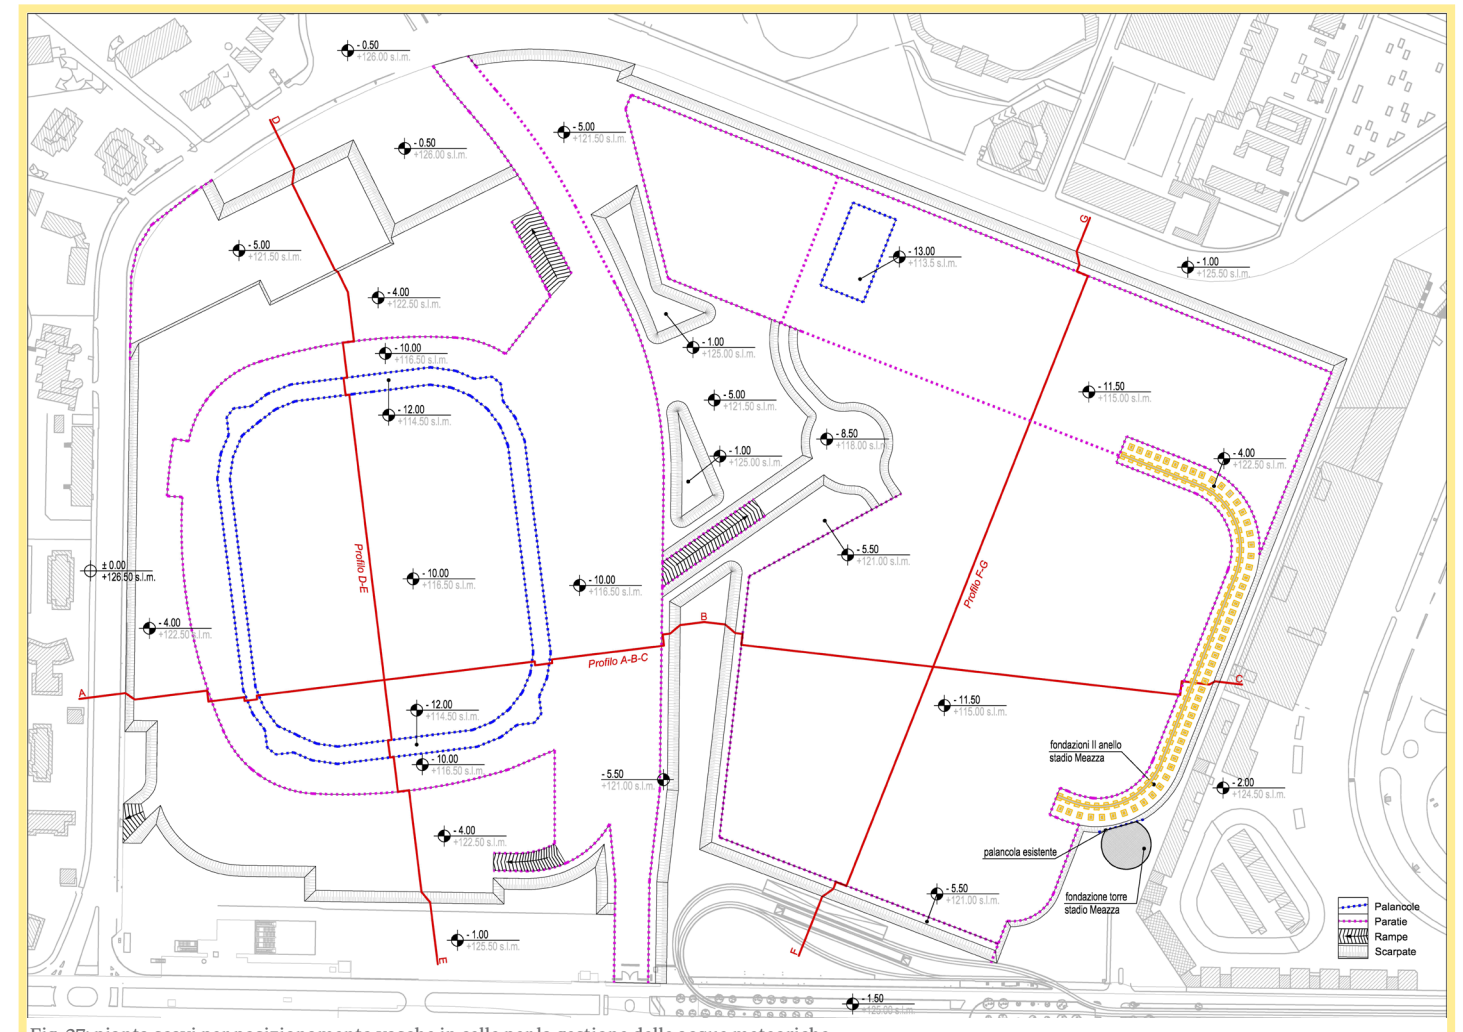 - 0.50
+126.00 s.l.m.
D
- 5.00
+121.50 s.l.m.
- 0.50
+126.00 s.l.m.
G
- 5.00
+121.50 s.l.m.
- 13.00
+113.5 s.l.m.
- 1.00
+125.50 s.l.m.
- 4.00
+122.50 s.l.m.
- 10.00
+116.50 s.l.m.
- 1.00
+125.00 s.l.m.
- 11.50
+115.00 s.l.m.
- 5.00
+121.50 s.l.m.
- 12.00
+114.50 s.l.m.
- 8.50
+118.00 s.l.m.
- 1.00
+125.00 s.l.m.
- 4.00
+122.50 s.l.m.
- 5.50
+121.00 s.l.m.
± 0.00
+126.50 s.l.m.
Profilo D-E
- 10.00
+116.50 s.l.m.
- 10.00
+116.50 s.l.m.
Profilo F-G
- 4.00
+122.50 s.l.m.
B
Profilo A-B-C
A
C
- 12.00
+114.50 s.l.m.
- 11.50
+115.00 s.l.m.
fondazioni II anello
stadio Meazza
- 10.00
+116.50 s.l.m.
- 5.50
+121.00 s.l.m.
- 2.00
+124.50 s.l.m.
- 4.00
+122.50 s.l.m.
palancola esistente
fondazione torre
stadio Meazza
- 5.50
+121.00 s.l.m.
Palancole
Paratie
Rampe
Scarpate
- 1.00
+125.50 s.l.m.
E
F
- 1.50
+125.00 s.l.m.